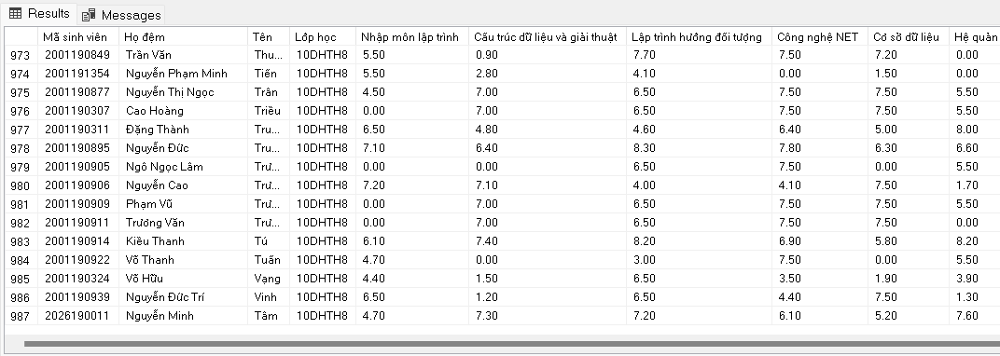 Results Messages
Mã sinh viên Họ đệm Tên Lớp học Nhập môn lập trình Cấu trúc dữ liệu và giải thuật Lập trình hướng đối tượng Công nghệ NET Cơ sở dữ liệu Hệ quản
973 2001190849 Trần Văn Thu... 10DHTH8 5.50 0.90 7.70 7.50 7.20 0.00
974 2001191354 Nguyễn Phạm Minh Tiến 10DHTH8 5.50 2.80 4.10 0.00 1.50 0.00
975 2001190877 Nguyễn Thị Ngọc Trân 10DHTH8 4.50 7.00 6.50 7.50 7.50 5.50
976 2001190307 Cao Hoàng Triều 10DHTH8 0.00 7.00 6.50 7.50 7.50 5.50
977 2001190311 Đặng Thành Tru... 10DHTH8 6.50 4.80 4.60 6.40 5.00 8.00
978 2001190895 Nguyễn Đức Tru... 10DHTH8 7.10 6.40 8.30 7.80 6.30 6.60
979 2001190905 Ngô Ngọc Lâm Trư... 10DHTH8 0.00 0.00 6.50 7.50 0.00 5.50
980 2001190906 Nguyễn Cao Trư... 10DHTH8 7.20 7.10 4.00 4.10 7.50 1.70
981 2001190909 Phạm Vũ Trư... 10DHTH8 0.00 7.00 6.50 7.50 7.50 5.50
982 2001190911 Trương Văn Trư... 10DHTH8 0.00 7.00 6.50 7.50 7.50 0.00
983 2001190914 Kiều Thanh Tú 10DHTH8 6.10 7.40 8.20 6.90 5.80 8.20
984 2001190922 Võ Thanh Tuấn 10DHTH8 4.70 0.00 3.00 7.50 0.00 5.50
985 2001190324 Võ Hữu Vạng 10DHTH8 4.40 1.50 6.50 3.50 1.90 3.90
986 2001190939 Nguyễn Đức Trí Vinh 10DHTH8 6.50 1.20 6.50 4.40 7.50 1.30
987 2026190011 Nguyễn Minh Tâm 10DHTH8 4.70 7.30 7.20 6.10 5.20 7.60